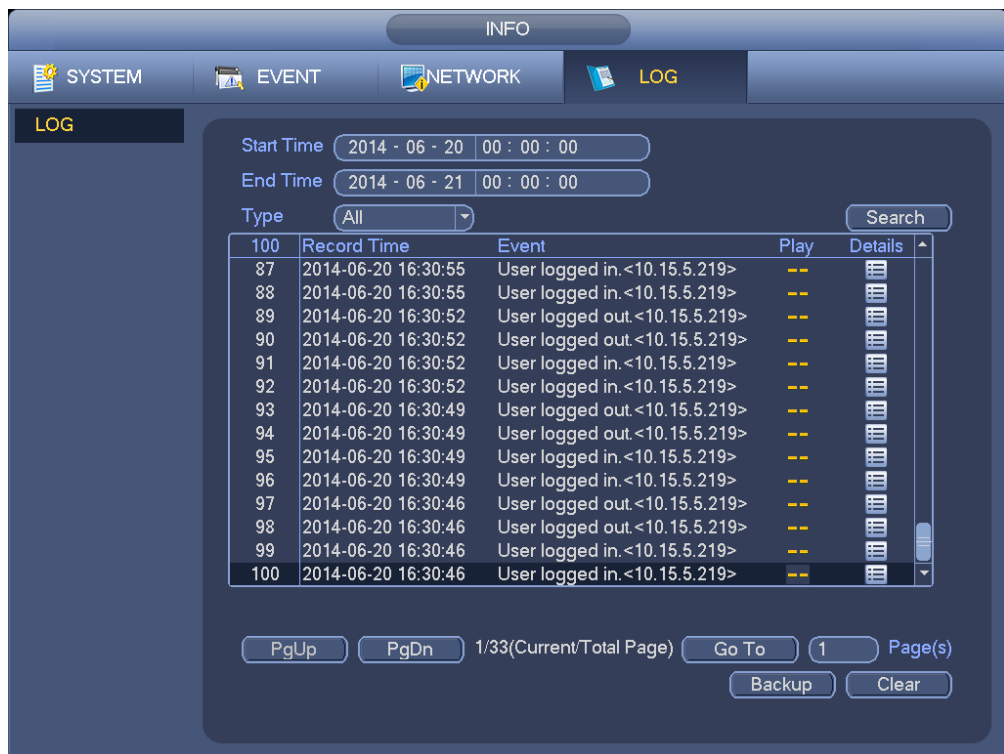 INFO
SYSTEM EVENT NETWORK LOG
LOG
Start Time 2014 - 06 - 20 00 : 00 : 00
End Time 2014 - 06 - 21 00 : 00 : 00
Type All Search
100 Record Time Event Play Details
87 2014-06-20 16:30:55 User logged in.<10.15.5.219> --
88 2014-06-20 16:30:55 User logged in.<10.15.5.219> --
89 2014-06-20 16:30:52 User logged out.<10.15.5.219> --
90 2014-06-20 16:30:52 User logged out.<10.15.5.219> --
91 2014-06-20 16:30:52 User logged in.<10.15.5.219> --
92 2014-06-20 16:30:52 User logged in.<10.15.5.219> --
93 2014-06-20 16:30:49 User logged out.<10.15.5.219> --
94 2014-06-20 16:30:49 User logged out.<10.15.5.219> --
95 2014-06-20 16:30:49 User logged in.<10.15.5.219> --
96 2014-06-20 16:30:49 User logged in.<10.15.5.219> --
97 2014-06-20 16:30:46 User logged out.<10.15.5.219> --
98 2014-06-20 16:30:46 User logged out.<10.15.5.219> --
99 2014-06-20 16:30:46 User logged in.<10.15.5.219> --
100 2014-06-20 16:30:46 User logged in.<10.15.5.219> --
PgUp PgDn 1/33(Current/Total Page) Go To 1 Page(s)
Backup Clear